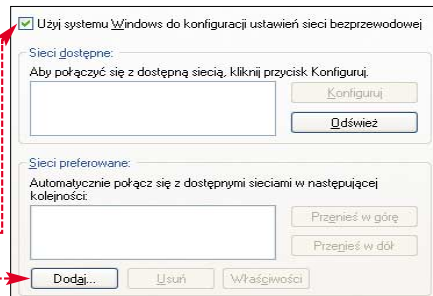 Użyj systemu Windows do konfiguracji ustawień sieci bezprzewodowej
Sieci dostępne:
Aby połączyć się z dostępną siecią, kliknij przycisk Konfiguruj.
Konfiguruj
Odśwież
Sieci preferowane:
Automatycznie połącz się z dostępnymi sieciami w następującej
kolejności:
Przenieś w górę
Przenieś w dół
Dodaj... Usuń Właściwości